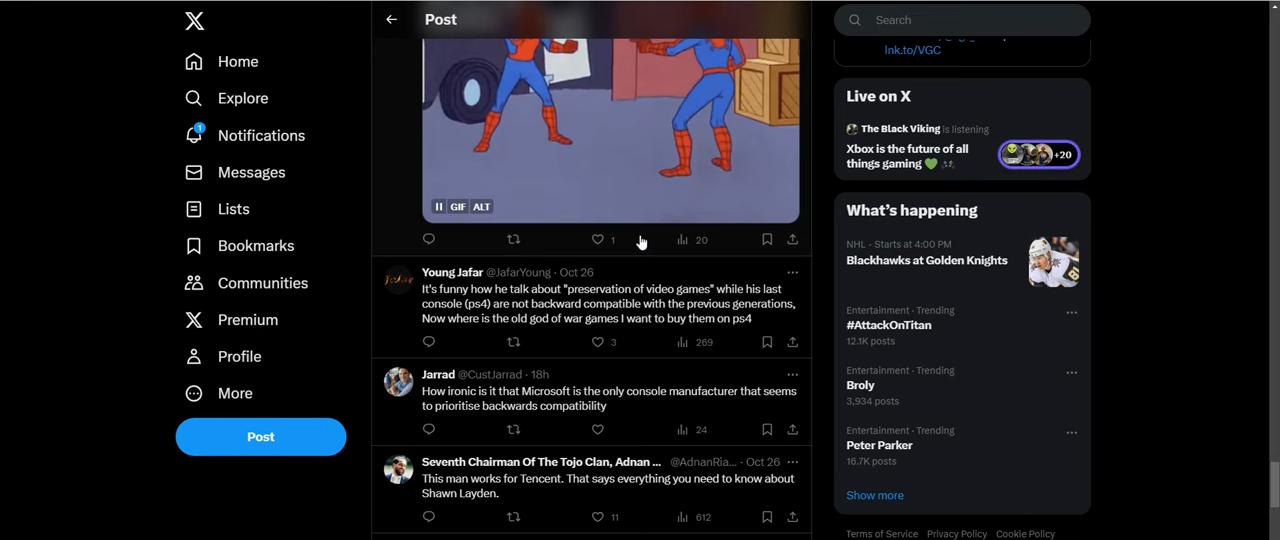 Home
Explore
1
Notifications
Messages
Lists
Bookmarks
Communities
Premium
Profile
More
Post
Post
GIF ALT
1 20
Young Jafar @JafarYoung · Oct 26
It's funny how he talk about "preservation of video games" while his last
console (ps4) are not backward compatible with the previous generations,
Now where is the old god of war games I want to buy them on ps4
3 269
Jarrad @CustJarrad · 18h
How ironic is it that Microsoft is the only console manufacturer that seems
to prioritise backwards compatibility
24
Seventh Chairman Of The Tojo Clan, Adnan ... @AdnanRia... · Oct 26
This man works for Tencent. That says everything you need to know about
Shawn Layden.
11 612
Search
lnk.to/VGC
Live on X
The Black Viking is listening
Xbox is the future of all
things gaming
+20
What's happening
NHL · Starts at 4:00 PM
Blackhawks at Golden Knights
Entertainment · Trending
#AttackOnTitan
12.1K posts
Entertainment · Trending
Broly
3,934 posts
Entertainment · Trending
Peter Parker
16.7K posts
Show more
Terms of Service Privacy Policy Cookie Policy